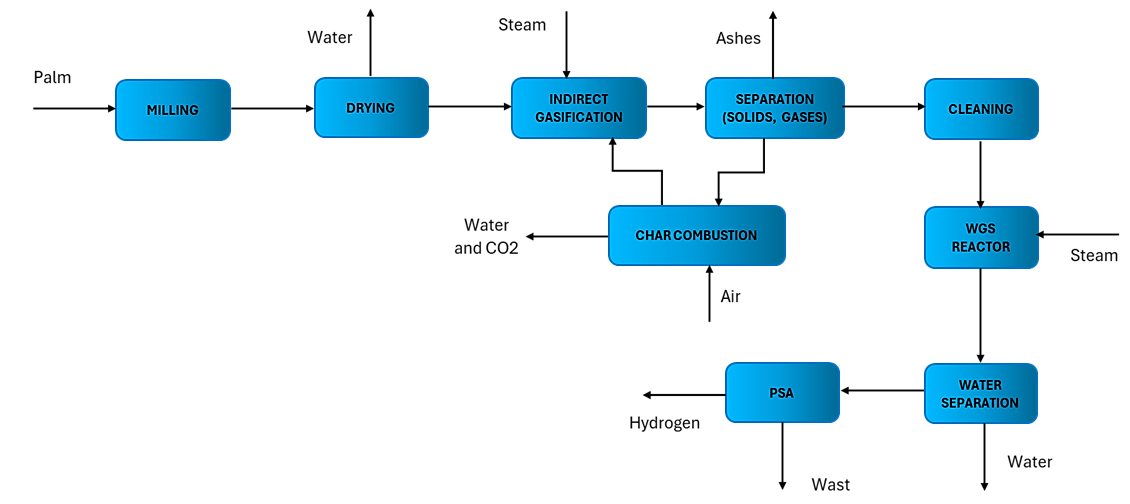 Palm
MILLING
Water
DRYING
Steam
INDIRECT
GASIFICATION
Ashes
SEPARATION
(SOLIDS, GASES)
CLEANING
Water
and CO2
CHAR COMBUSTION
Air
WGS
REACTOR
Steam
Hydrogen
PSA
Wast
WATER
SEPARATION
Water